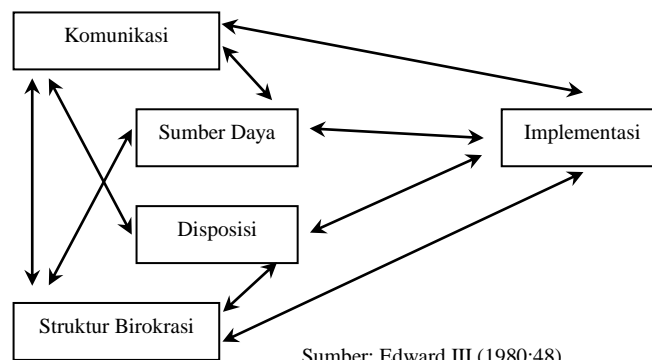 Komunikasi
Sumber Daya
Implementasi
Disposisi
Struktur Birokrasi
Sumber: Edward III (1980:48)